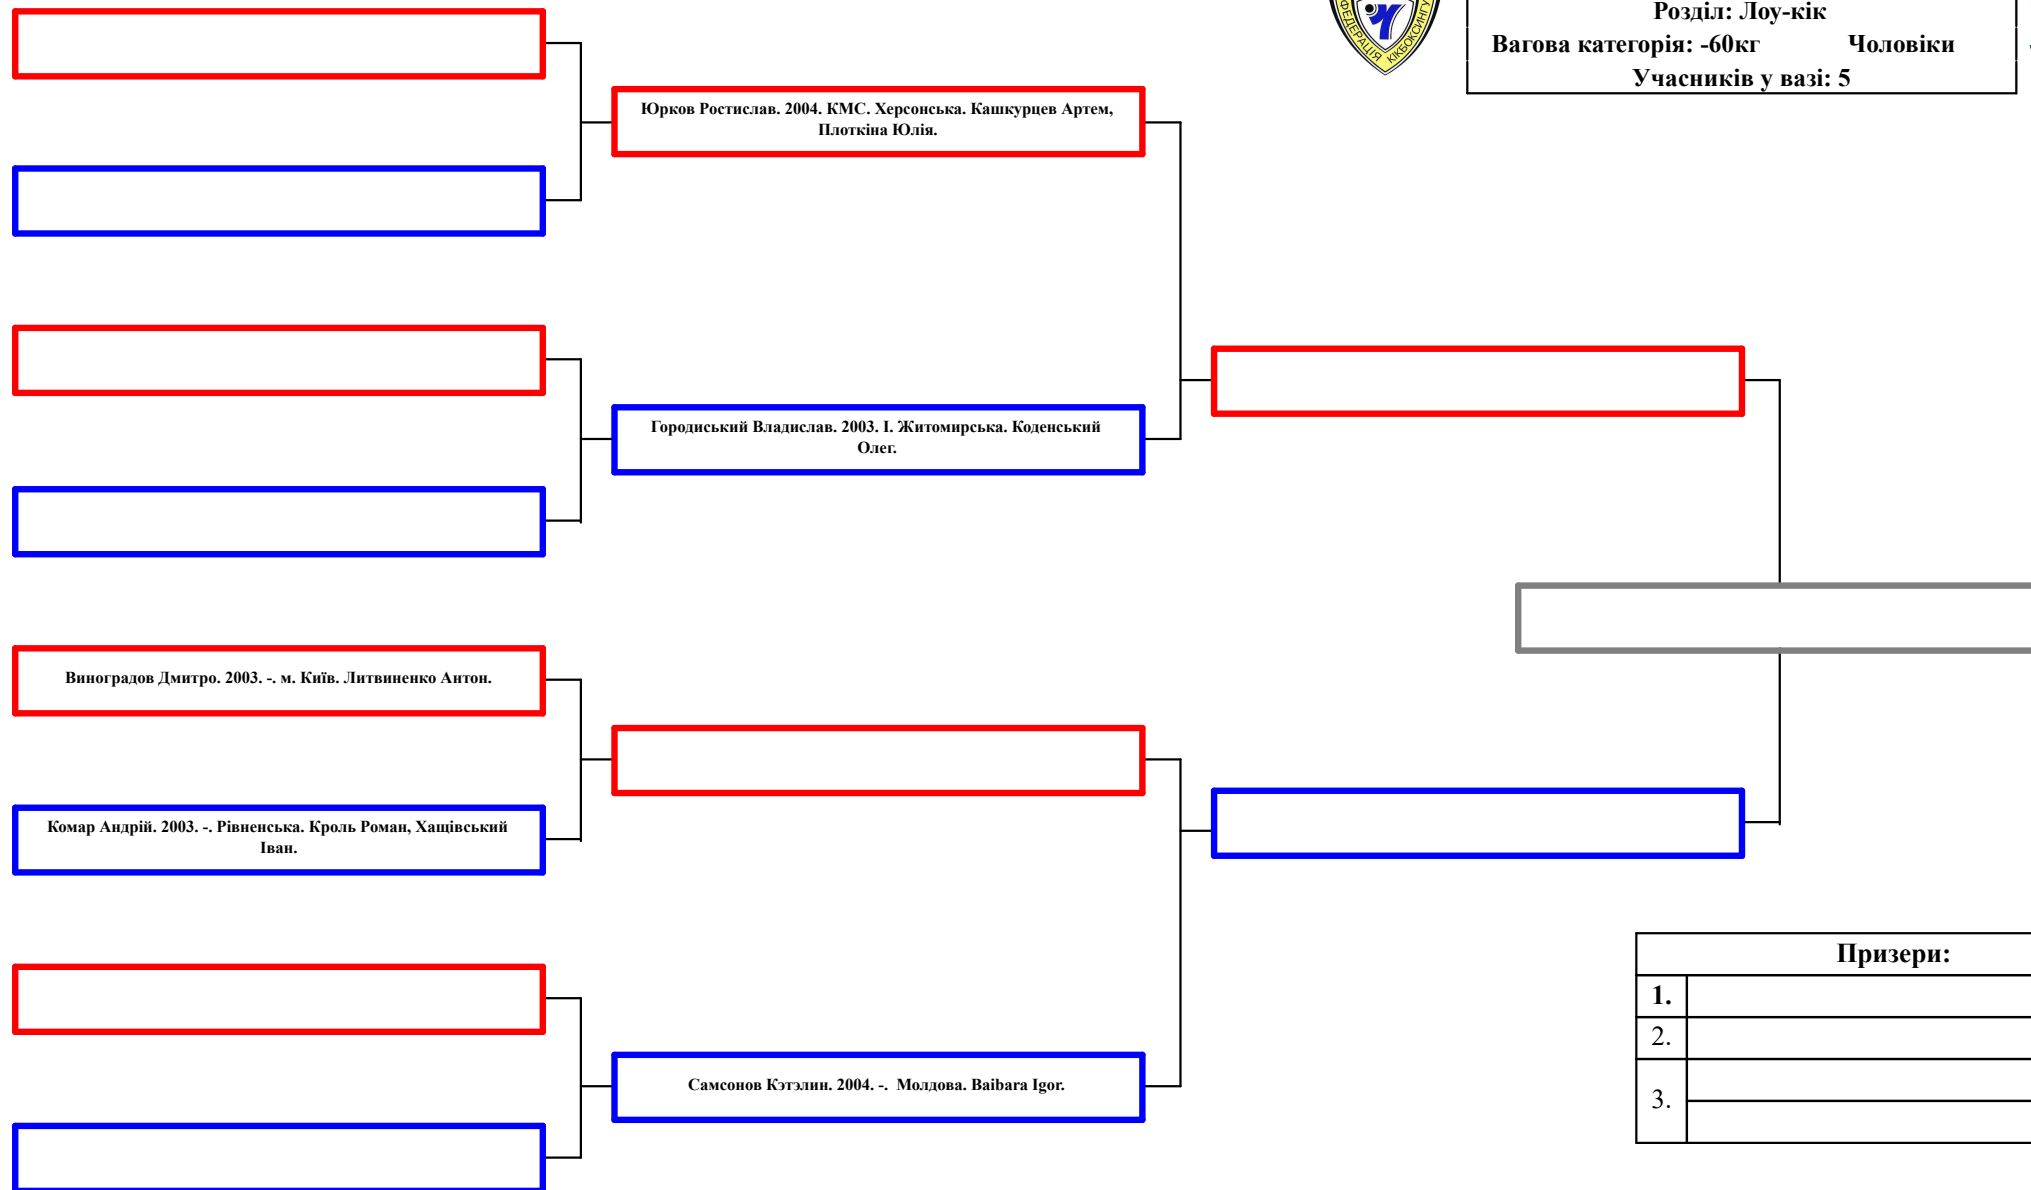 ФЕДЕРАЦІЯ КІКБОКСИНГУ
Розділ: Лоу-кік
Вагова категорія: -60кг Чоловіки
Учасників у вазі: 5
Юрков Ростислав. 2004. КМС. Херсонська. Кашкурцев Артем,
Плоткіна Юлія.
Городиський Владислав. 2003. І. Житомирська. Коденський
Олег.
Виноградов Дмитро. 2003. -. м. Київ. Литвиненко Антон.
Комар Андрій. 2003. -. Рівненська. Кроль Роман, Хащівський
Іван.
Самсонов Кэтэлин. 2004. -. Молдова. Baibara Igor.
Призери:
1.
2.
3.